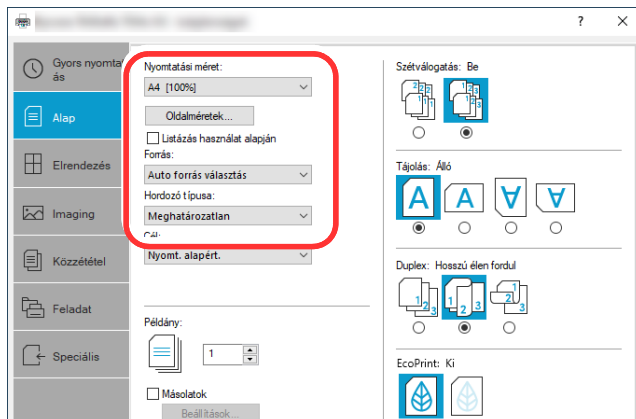 Gyors nyomtat
ás
Alap
Elrendezés
Imaging
Közzététel
Feladat
Speciális
Nyomtatási méret:
A4 [100%]
Oldalméretek...
Listázás használat alapján
Forrás:
Auto forrás választás
Hordozó típusa:
Meghatározatlan
Cél:
Nyomt. alapért.
Példány:
1
Másolatok
Beállítások...
Szétválogatás: Be
Tájolás: Álló
Duplex: Hosszú élen fordul
EcoPrint: Ki